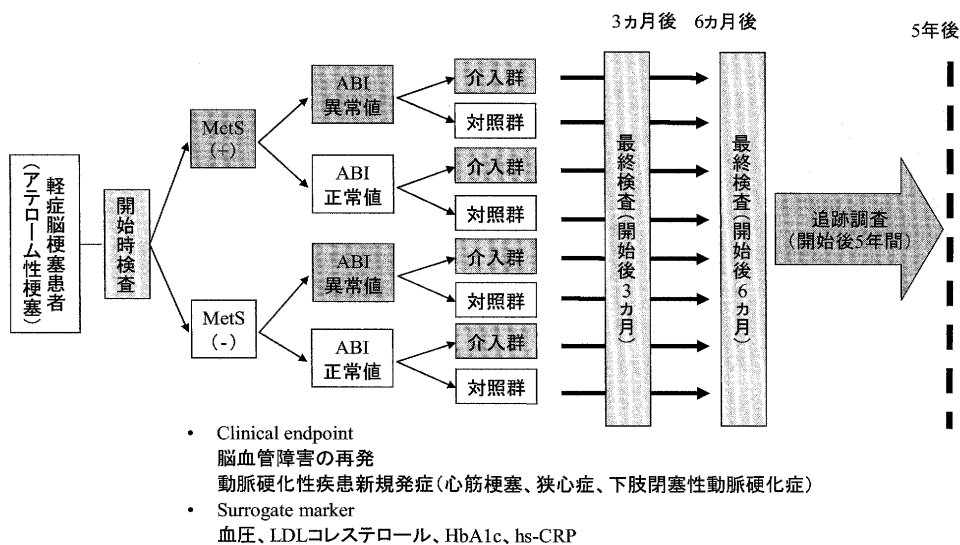 3ヵ月後
6ヵ月後
5年後
軽症脳梗塞患者
(アテローム性梗塞)
開始時検査
MetS
(+)
MetS
(-)
ABI
異常値
ABI
正常値
ABI
異常値
ABI
正常値
介入群
対照群
介入群
対照群
介入群
対照群
介入群
対照群
最終検査(開始後3ヵ月)
最終検査(開始後6ヵ月)
追跡調査
(開始後5年間)
• Clinical endpoint
脳血管障害の再発
動脈硬化性疾患新規発症(心筋梗塞、狭心症、下肢閉塞性動脈硬化症)
• Surrogate marker
血圧、LDLコレステロール、HbA1c、hs-CRP